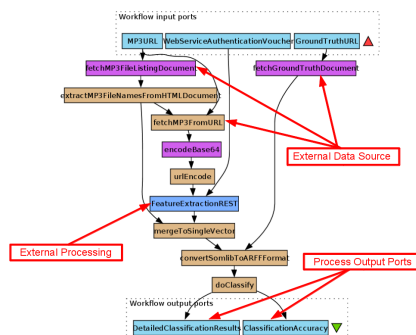 Workflow input ports
MP3URL
WebServiceAuthenticationVoucher
GroundTruthURL
fetchMP3FileListingDocument
fetchGroundTruthDocument
extractMP3FileNamesFromHTMLDocument
fetchMP3FromURL
encodeBase64
External Data Source
urlEncode
FeatureExtractionREST
mergeToSingleVector
External Processing
convertSomlibToARFFFormat
Process Output Ports
doClassify
Workflow output ports
DetailedClassificationResults
ClassificationAccuracy